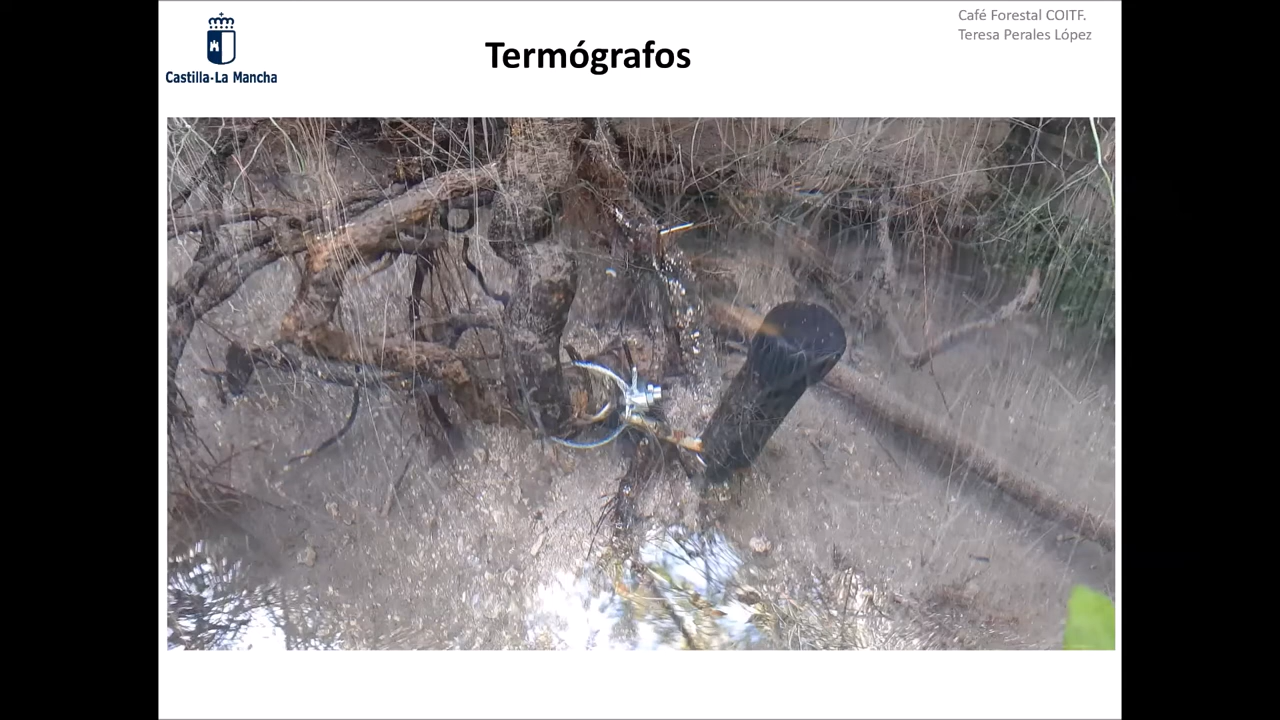 Café Forestal COITF.
Teresa Perales López
Termógrafos
Castilla-La Mancha